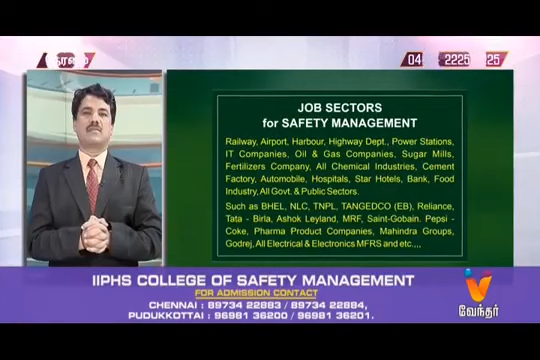 நேரலை
04
2225
25
JOB SECTORS
for SAFETY MANAGEMENT
Railway, Airport, Harbour, Highway Dept., Power Stations,
IT Companies, Oil & Gas Companies, Sugar Mills,
Fertilizers Company, All Chemical Industries, Cement
Factory, Automobile, Hospitals, Star Hotels, Bank, Food
Industry, All Govt. & Public Sectors.
Such as BHEL, NLC, TNPL, TANGEDCO (EB), Reliance,
Tata - Birla, Ashok Leyland, MRF, Saint-Gobain. Pepsi -
Coke, Pharma Product Companies, Mahindra Groups,
Godrej, All Electrical & Electronics MFRS and etc.,,,
IIPHS COLLEGE OF SAFETY MANAGEMENT
FOR ADMISSION CONTACT
CHENNAI : 89734 22883 / 89734 22884,
PUDUKKOTTAI : 96981 36200 / 96981 36201.
வேந்தர்